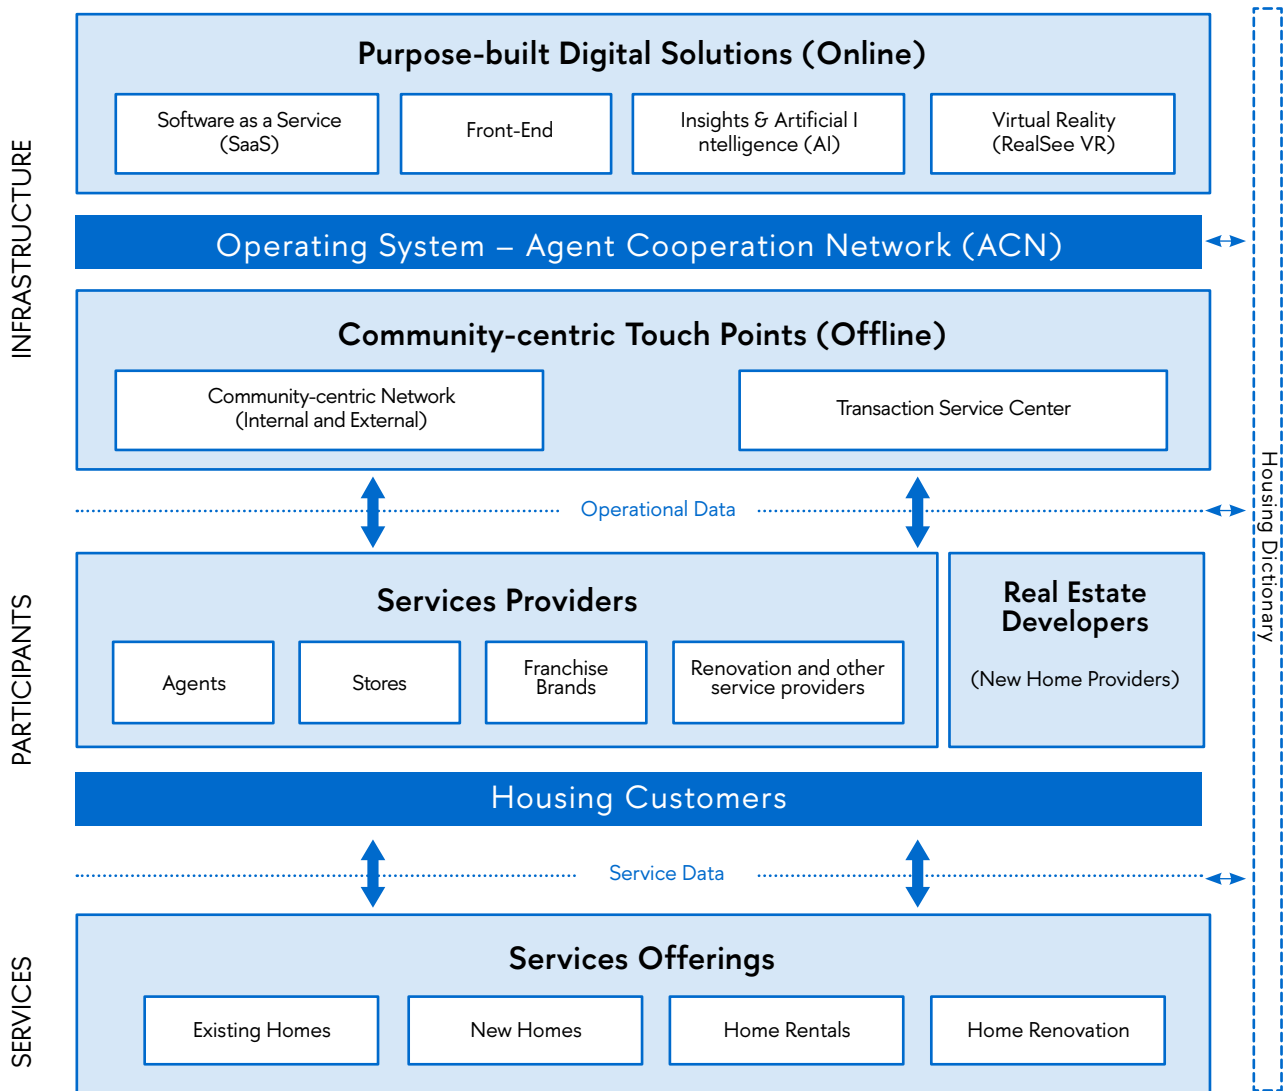 INFRASTRUCTURE
Purpose-built Digital Solutions (Online)
Software as a Service
(SaaS)
Front-End
Insights & Artificial I
ntelligence (AI)
Virtual Reality
(RealSee VR)
Operating System – Agent Cooperation Network (ACN)
Community-centric Touch Points (Offline)
Community-centric Network
(Internal and External)
Transaction Service Center
Operational Data
Housing Dictionary
PARTICIPANTS
Services Providers
Agents
Stores
Franchise
Brands
Renovation and other
service providers
Real Estate
Developers
(New Home Providers)
Housing Customers
Service Data
SERVICES
Services Offerings
Existing Homes
New Homes
Home Rentals
Home Renovation